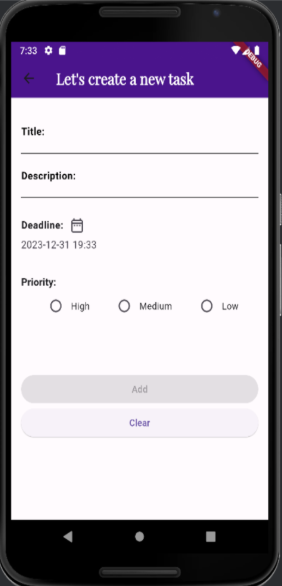 7:33
DEBUG
Let's create a new task
Title:
Description:
Deadline:
2023-12-31 19:33
Priority:
High Medium Low
Add
Clear